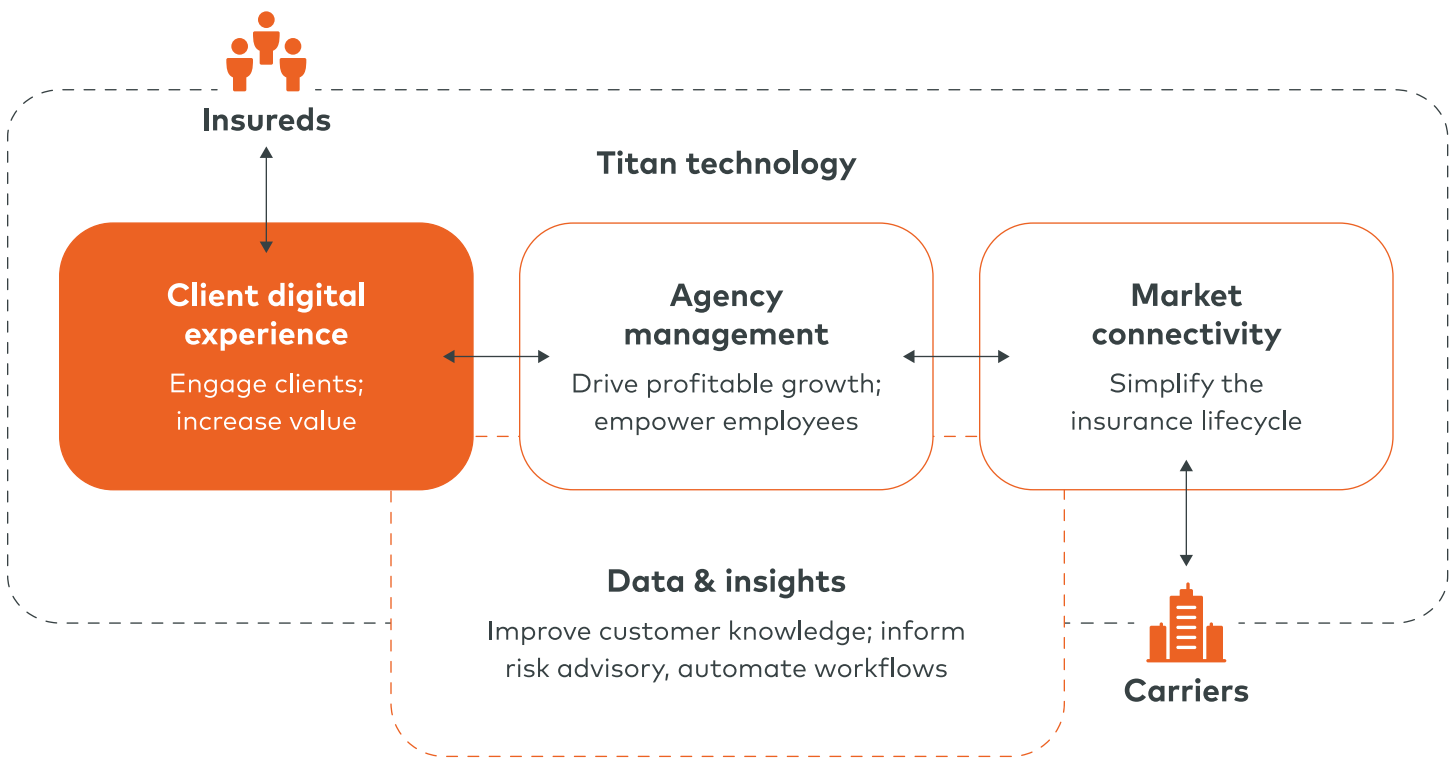 Insureds
Titan technology
Client digital
experience
Engage clients;
increase value
Agency
management
Drive profitable growth;
empower employees
Market
connectivity
Simplify the
insurance lifecycle
Data & insights
Improve customer knowledge; inform
risk advisory, automate workflows
Carriers